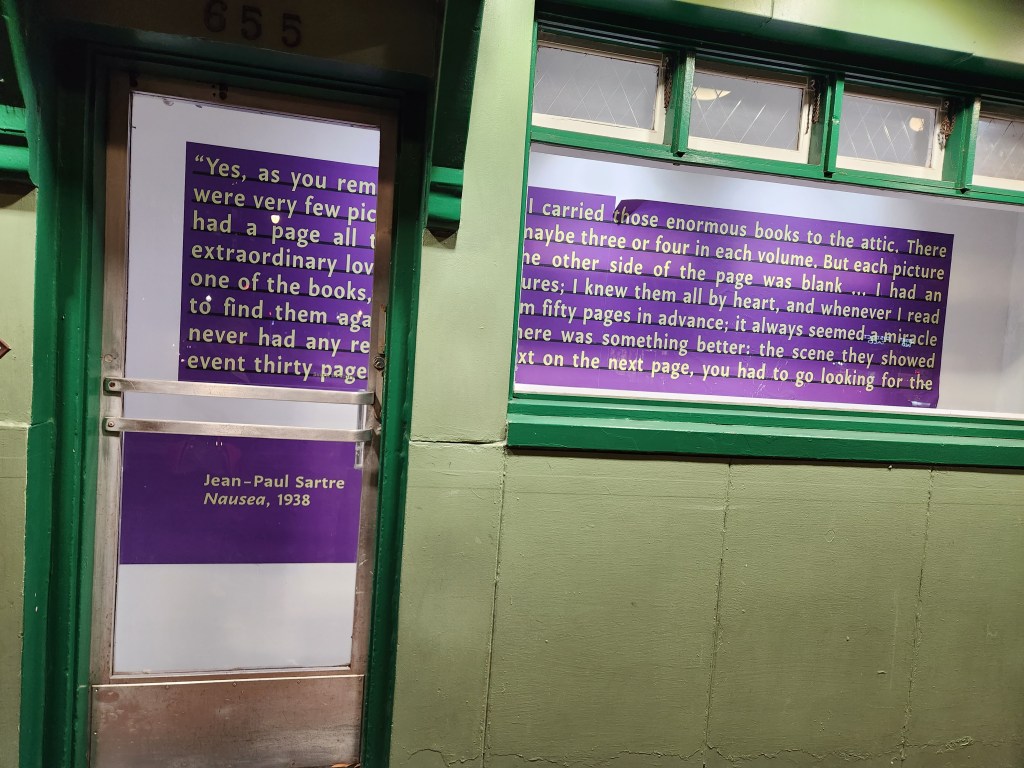 655
“Yes, as you rem I carried those enormous books to the attic. There
were very few pic maybe three or four in each volume. But each picture
had a page all t he other side of the page was blank ... I had an
extraordinary lov ures; I knew them all by heart, and whenever I read
one of the books, m fifty pages in advance; it always seemed a miracle
to find them aga here was something better: the scene they showed
never had any re xt on the next page, you had to go looking for the
event thirty page
Jean-Paul Sartre
Nausea, 1938